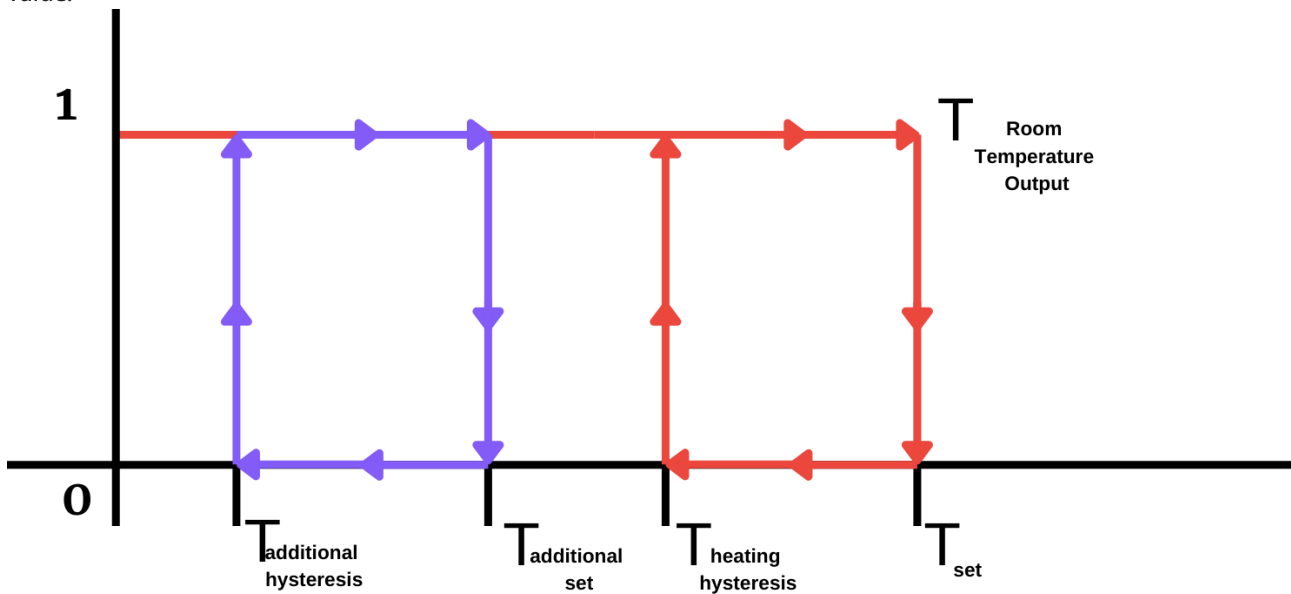 1
T Room
Temperature
Output
0
T additional
hysteresis
T additional
set
T heating
hysteresis
T set